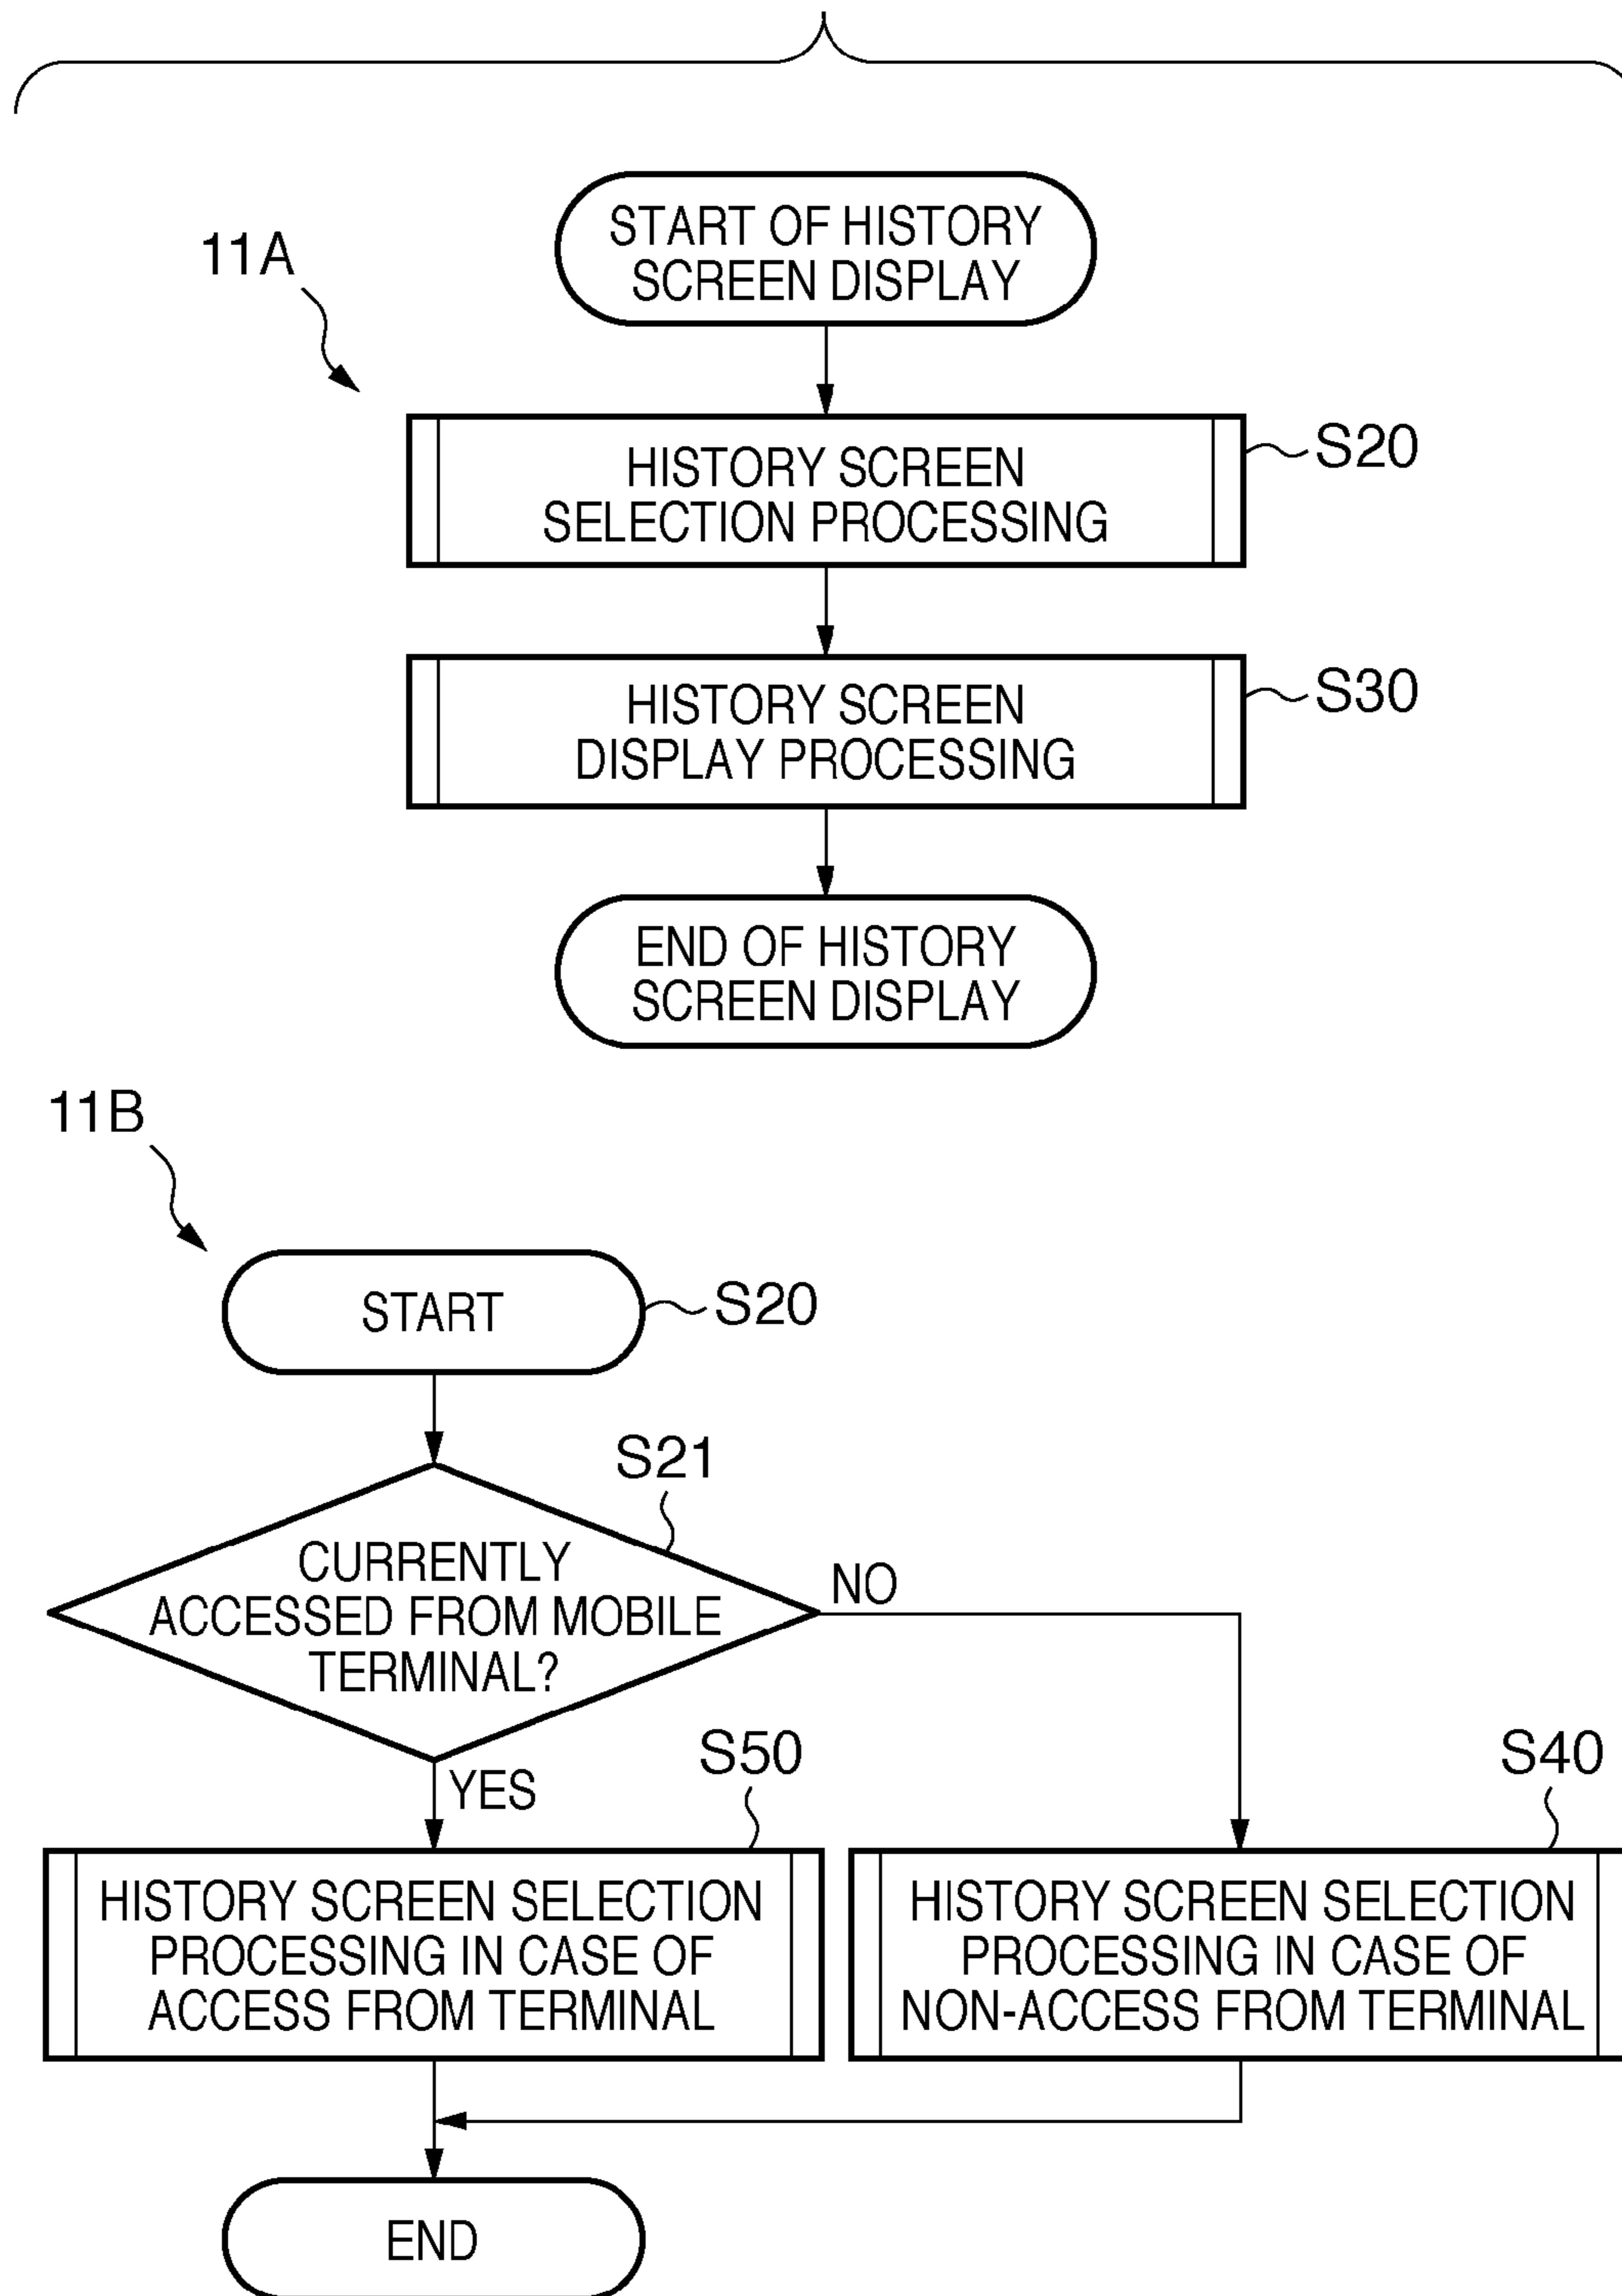 11A
START OF HISTORY
SCREEN DISPLAY
HISTORY SCREEN
SELECTION PROCESSING
S20
HISTORY SCREEN
DISPLAY PROCESSING
S30
END OF HISTORY
SCREEN DISPLAY
11B
START
S20
S21
CURRENTLY
ACCESSED FROM MOBILE
TERMINAL?
NO
YES
S50
HISTORY SCREEN SELECTION
PROCESSING IN CASE OF
ACCESS FROM TERMINAL
S40
HISTORY SCREEN SELECTION
PROCESSING IN CASE OF
NON-ACCESS FROM TERMINAL
END